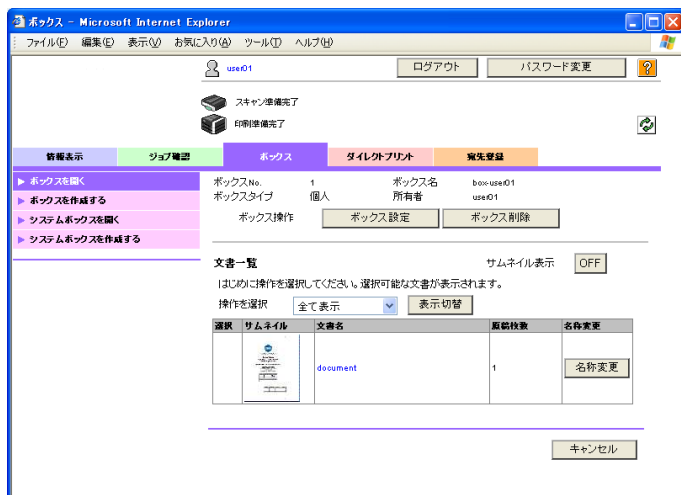 ボックス - Microsoft Internet Explorer
ファイル(F) 編集(E) 表示(V) お気に入り(A) ツール(T) ヘルプ(H)
user01 ログアウト パスワード変更 ?
スキャン準備完了
印刷準備完了
情報表示 ジョブ確認 ボックス ダイレクトプリント 宛先登録
ボックスを開く
ボックスを作成する
システムボックスを開く
システムボックスを作成する
ボックスNo. 1 ボックス名 box-user01
ボックスタイプ 個人 所有者 user01
ボックス操作 ボックス設定 ボックス削除
文書一覧 サムネイル表示 OFF
はじめに操作を選択してください。選択可能な文書が表示されます。
操作を選択 全て表示 表示切替
選択 サムネイル 文書名 原稿枚数 名称変更
document 1 名称変更
キャンセル